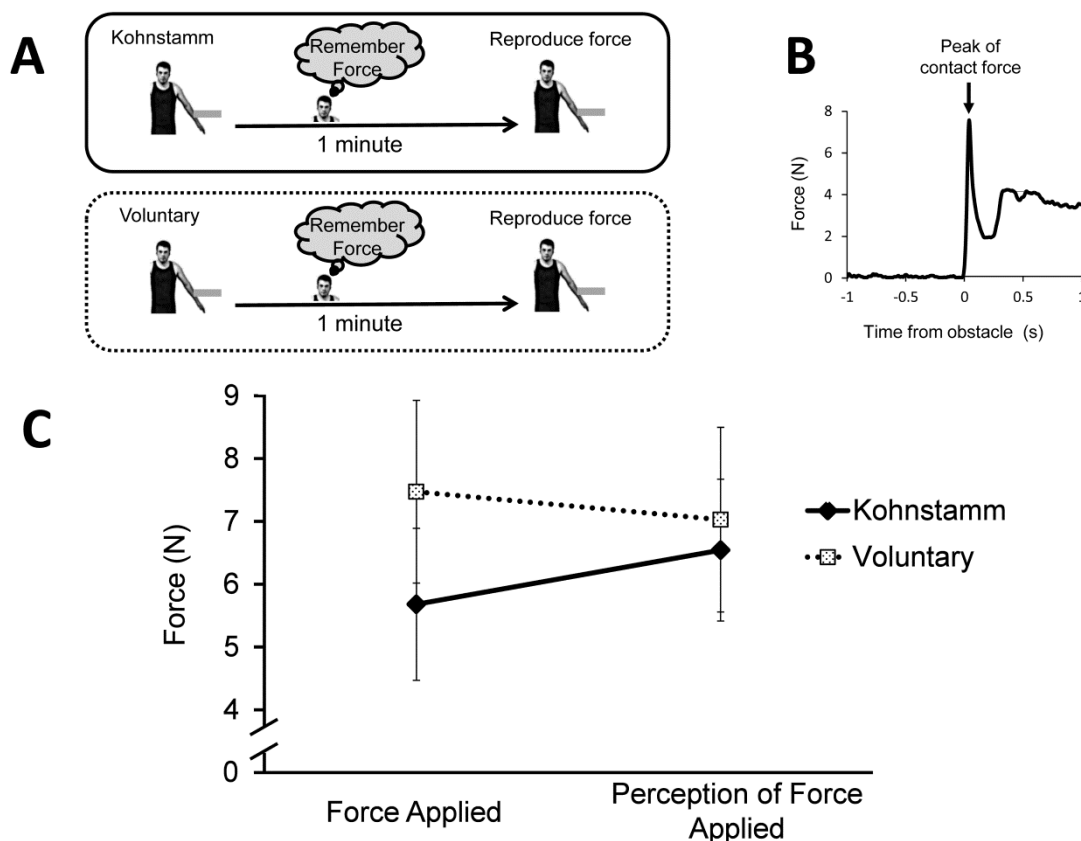 A
Kohnstamm
Remember
Force
Reproduce force
1 minute
Voluntary
Remember
Force
Reproduce force
1 minute
B
Peak of
contact force
8
6
4
2
0
Force (N)
-1
-0.5
0
0.5
1
Time from obstacle (s)
C
9
8
7
6
5
4
0
Force (N)
Force Applied
Perception of Force
Applied
Kohnstamm
Voluntary